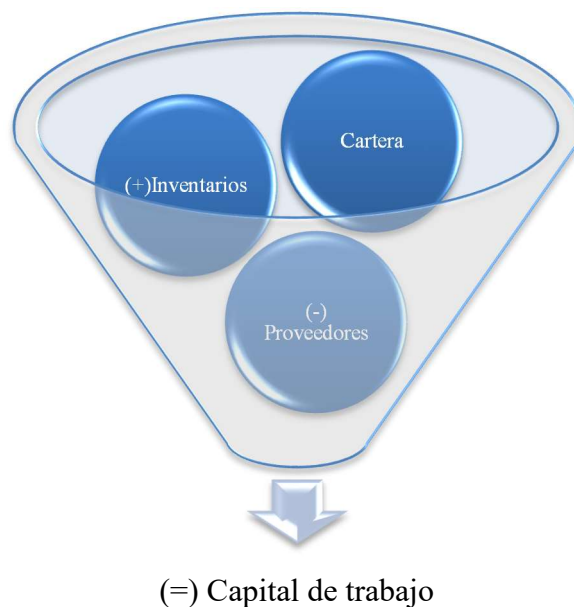 Cartera
(+)Inventarios
(-)
Proveedores
(=) Capital de trabajo